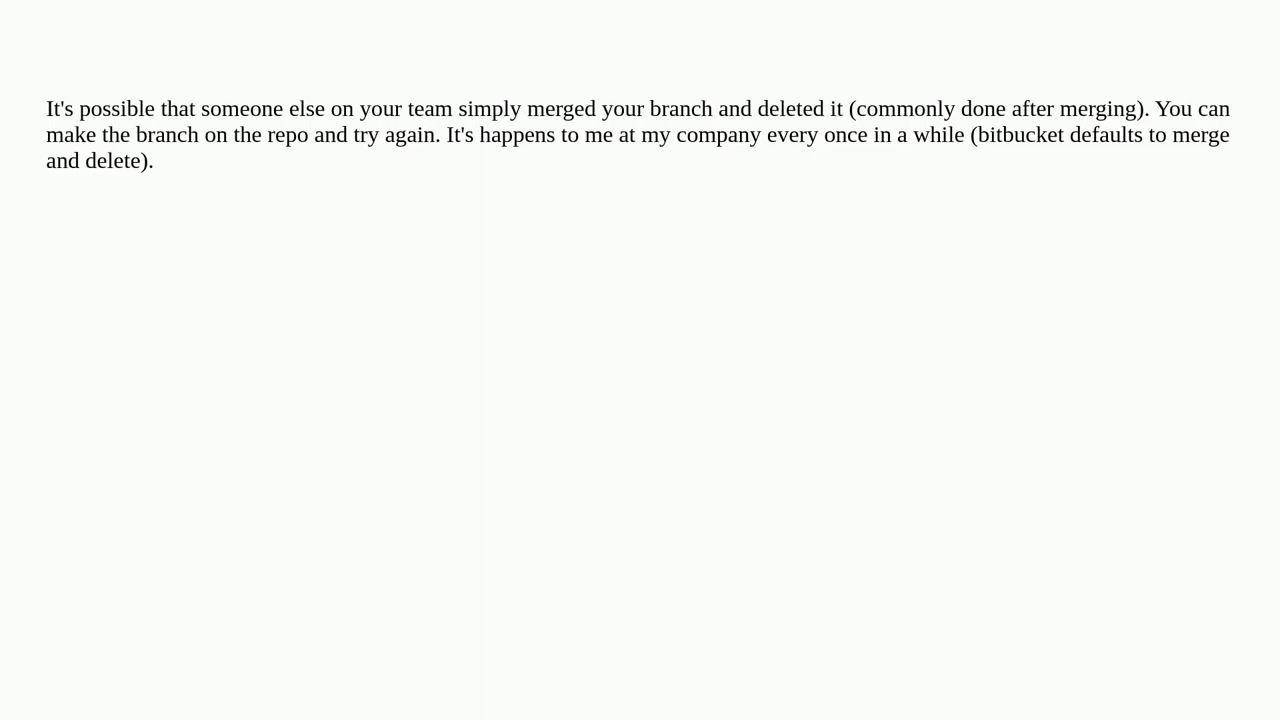 It's possible that someone else on your team simply merged your branch and deleted it (commonly done after merging). You can
make the branch on the repo and try again. It's happens to me at my company every once in a while (bitbucket defaults to merge
and delete).